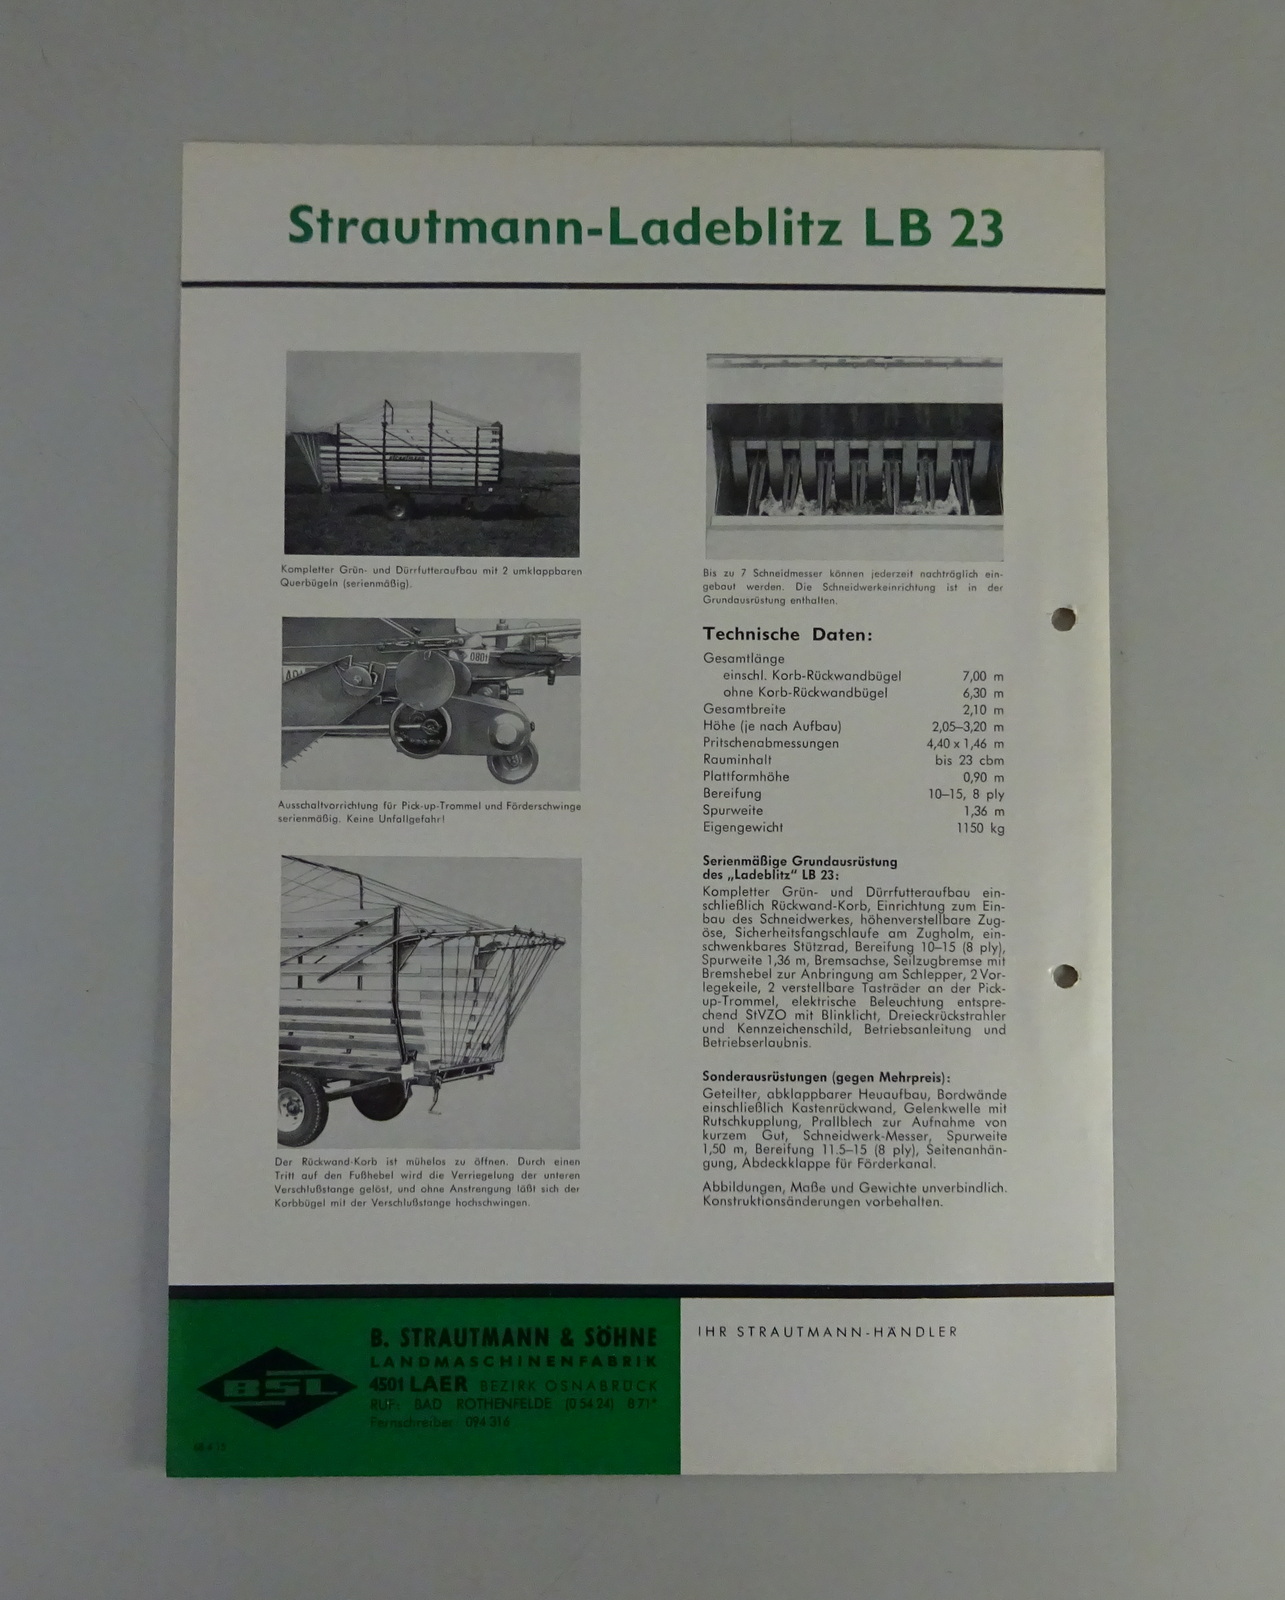 Strautmann-Ladeblitz LB 23
Kompletter Grün- und Dürrfutteraufbau mit 2 umklappbaren
Querbügeln (serienmäßig).
0801
Ausschaltvorrichtung für Pick-up-Trommel und Förderschwinge
serienmäßig. Keine Unfallgefahr!
Der Rückwand-Korb ist mühelos zu öffnen. Durch einen
Tritt auf den Fußhebel wird die Verriegelung der unteren
Verschlußstange gelöst, und ohne Anstrengung läßt sich der
Korbbügel mit der Verschlußstange hochschwingen.
Bis zu 7 Schneidmesser können jederzeit nachträglich ein-
gebaut werden. Die Schneidwerkeinrichtung ist in der
Grundausrüstung enthalten.
Technische Daten:
Gesamtlänge
einschl. Korb-Rückwandbügel 7,00 m
ohne Korb-Rückwandbügel 6,30 m
Gesamtbreite 2,10 m
Höhe (je nach Aufbau) 2,05–3,20 m
Pritschenabmessungen 4,40 x 1,46 m
Rauminhalt bis 23 cbm
Plattformhöhe 0,90 m
Bereifung 10–15, 8 ply
Spurweite 1,36 m
Eigengewicht 1150 kg
Serienmäßige Grundausrüstung
des „Ladeblitz" LB 23:
Kompletter Grün- und Dürrfutteraufbau ein-
schließlich Rückwand-Korb, Einrichtung zum Ein-
bau des Schneidwerkes, höhenverstellbare Zug-
öse, Sicherheitsfangschlaufe am Zugholm, ein-
schwenkbares Stützrad, Bereifung 10–15 (8 ply),
Spurweite 1,36 m, Bremsachse, Seilzugbremse mit
Bremshebel zur Anbringung am Schlepper, 2 Vor-
legekeile, 2 verstellbare Tasträder an der Pick-
up-Trommel, elektrische Beleuchtung entspre-
chend StVZO mit Blinklicht, Dreieckrückstrahler
und Kennzeichenschild, Betriebsanleitung und
Betriebserlaubnis.
Sonderausrüstungen (gegen Mehrpreis):
Geteilter, abklappbarer Heuaufbau, Bordwände
einschließlich Kastenrückwand, Gelenkwelle mit
Rutschkupplung, Prallblech zur Aufnahme von
kurzem Gut, Schneidwerk-Messer, Spurweite
1,50 m, Bereifung 11.5–15 (8 ply), Seitenanhän-
gung, Abdeckklappe für Förderkanal.
Abbildungen, Maße und Gewichte unverbindlich.
Konstruktionsänderungen vorbehalten.
BSL
B. STRAUTMANN & SÖHNE
LANDMASCHINENFABRIK
4501 LAER BEZIRK OSNABRÜCK
RUF: BAD ROTHENFELDE (0 54 24) 8 71*
Fernschreiber 094 316
IHR STRAUTMANN-HÄNDLER